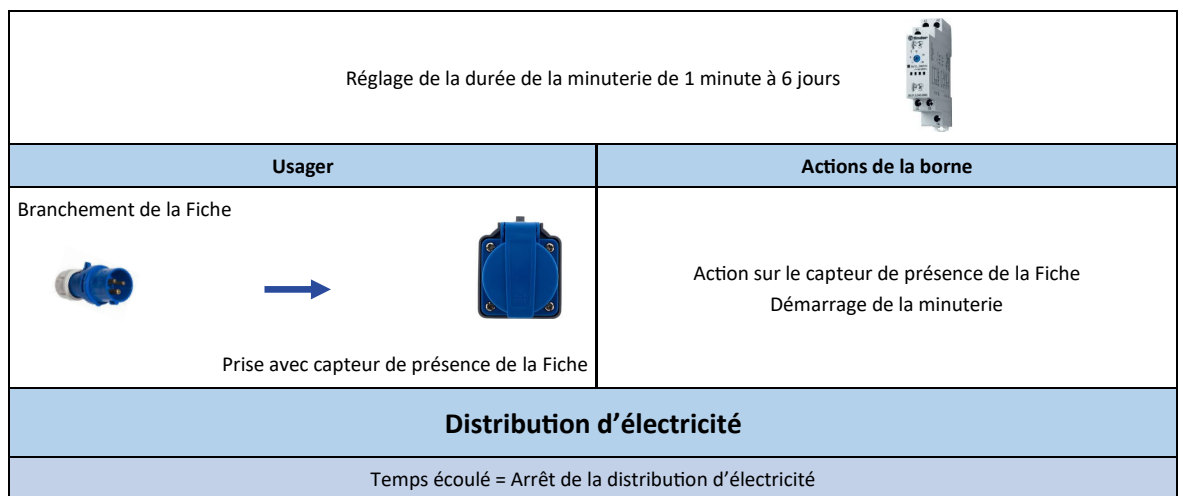 Réglage de la durée de la minuterie de 1 minute à 6 jours
Usager
Actions de la borne
Branchement de la Fiche
Prise avec capteur de présence de la Fiche
Action sur le capteur de présence de la Fiche
Démarrage de la minuterie
Distribution d’électricité
Temps écoulé = Arrêt de la distribution d’électricité